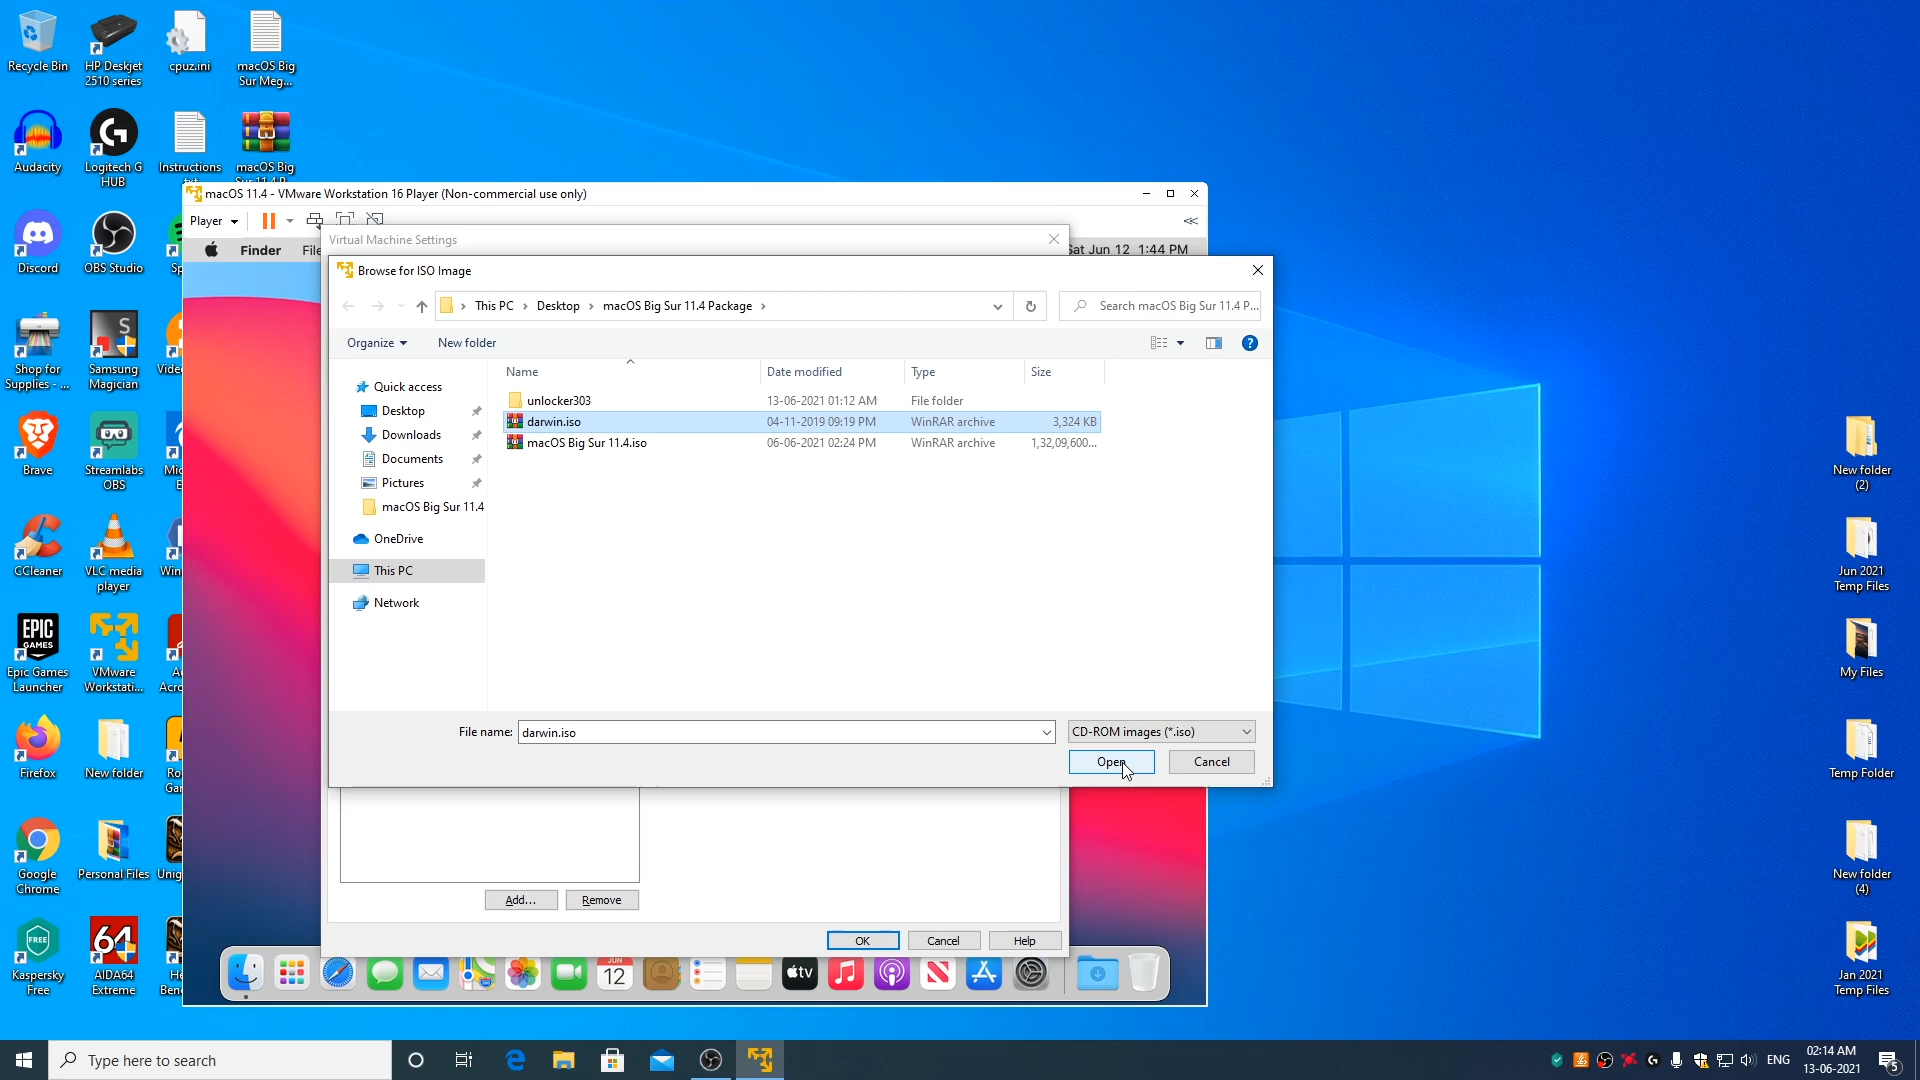 Recycle Bin
HP Deskjet
2510 series
cpuz.ini
macOS Big
Sur Meg...
Audacity
Logitech G
HUB
Instructions
macOS Big
Discord
OBS Studio
Shop for
Supplies - ...
Samsung
Magician
Brave
Streamlabs
OBS
CCleaner
VLC media
player
EPIC
GAMES
Epic Games
Launcher
VMware
Workstati...
Firefox
New folder
Google
Chrome
Personal Files
FREE
Kaspersky
Free
64
AIDA64
Extreme
macOS 11.4 - VMware Workstation 16 Player (Non-commercial use only)
Player
Finder
Sat Jun 12 1:44 PM
Virtual Machine Settings
Browse for ISO Image
This PC > Desktop > macOS Big Sur 11.4 Package >
Search macOS Big Sur 11.4 P...
Organize
New folder
Name
Date modified
Type
Size
unlocker303
13-06-2021 01:12 AM
File folder
darwin.iso
04-11-2019 09:19 PM
WinRAR archive
3,324 KB
macOS Big Sur 11.4.iso
06-06-2021 02:24 PM
WinRAR archive
1,32,09,600...
Quick access
Desktop
Downloads
Documents
Pictures
macOS Big Sur 11.4
OneDrive
This PC
Network
File name:
darwin.iso
CD-ROM images (*.iso)
Open
Cancel
Add...
Remove
OK
Cancel
Help
JUN
12
tv
New folder
(2)
Jun 2021
Temp Files
My Files
Temp Folder
New folder
(4)
Jan 2021
Temp Files
Type here to search
ENG
02:14 AM
13-06-2021
5